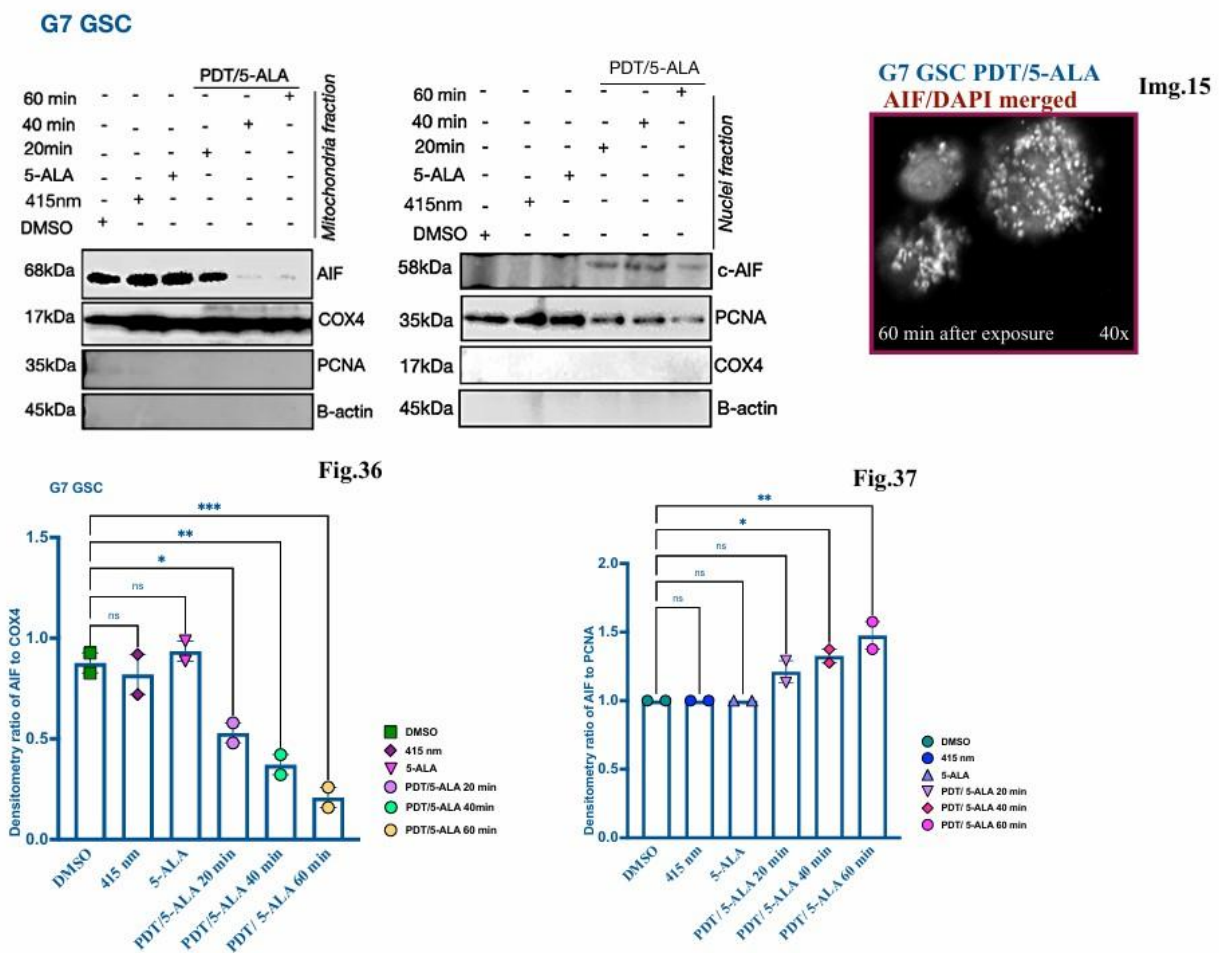 G7 GSC
PDT/5-ALA
60 min - - - - - +
40 min - - - - + -
20min - - - + - -
5-ALA - - + - - -
415nm - + - - - -
DMSO + - - - - -
Mitochondria fraction
68kDa AIF
17kDa COX4
35kDa PCNA
45kDa B-actin
PDT/5-ALA
60 min - - - - - +
40 min - - - - + -
20min - - - + - -
5-ALA - - + - - -
415nm - + - - - -
DMSO + - - - - -
Nuclei fraction
58kDa c-AIF
35kDa PCNA
17kDa COX4
45kDa B-actin
G7 GSC PDT/5-ALA
AIF/DAPI merged
Img.15
60 min after exposure 40x
Fig.36
G7 GSC
***
**
*
ns
ns
1.5
1.0
0.5
0.0
Densitometry ratio of AIF to COX4
DMSO
415 nm
5-ALA
PDT/5-ALA 20 min
PDT/5-ALA 40 min
PDT/ 5-ALA 60 min
DMSO
415 nm
5-ALA
PDT/5-ALA 20 min
PDT/5-ALA 40min
PDT/5-ALA 60 min
Fig.37
**
*
ns
ns
ns
2.0
1.5
1.0
0.5
0.0
Densitometry ratio of AIF to PCNA
DMSO
415 nm
5-ALA
PDT/ 5-ALA 20 min
PDT/ 5-ALA 40 min
PDT/ 5-ALA 60 min
DMSO
415 nm
5-ALA
PDT/ 5-ALA 20 min
PDT/ 5-ALA 40 min
PDT/ 5-ALA 60 min